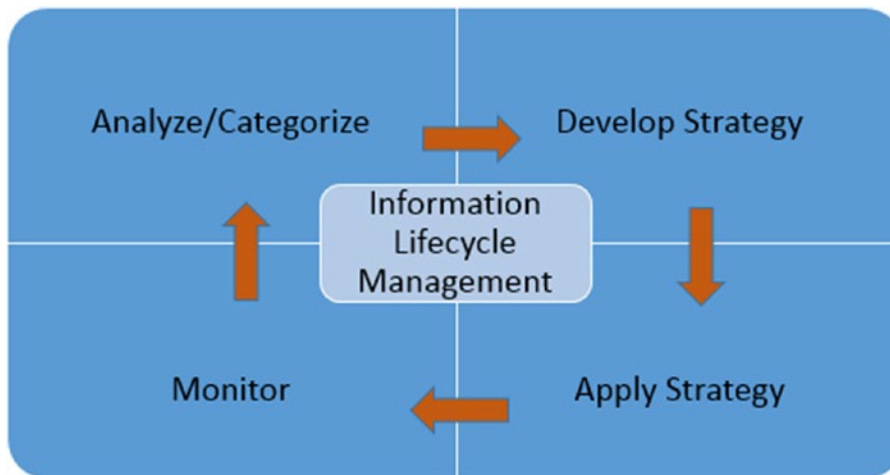 Analyze/Categorize
Develop Strategy
Information
Lifecycle
Management
Monitor
Apply Strategy